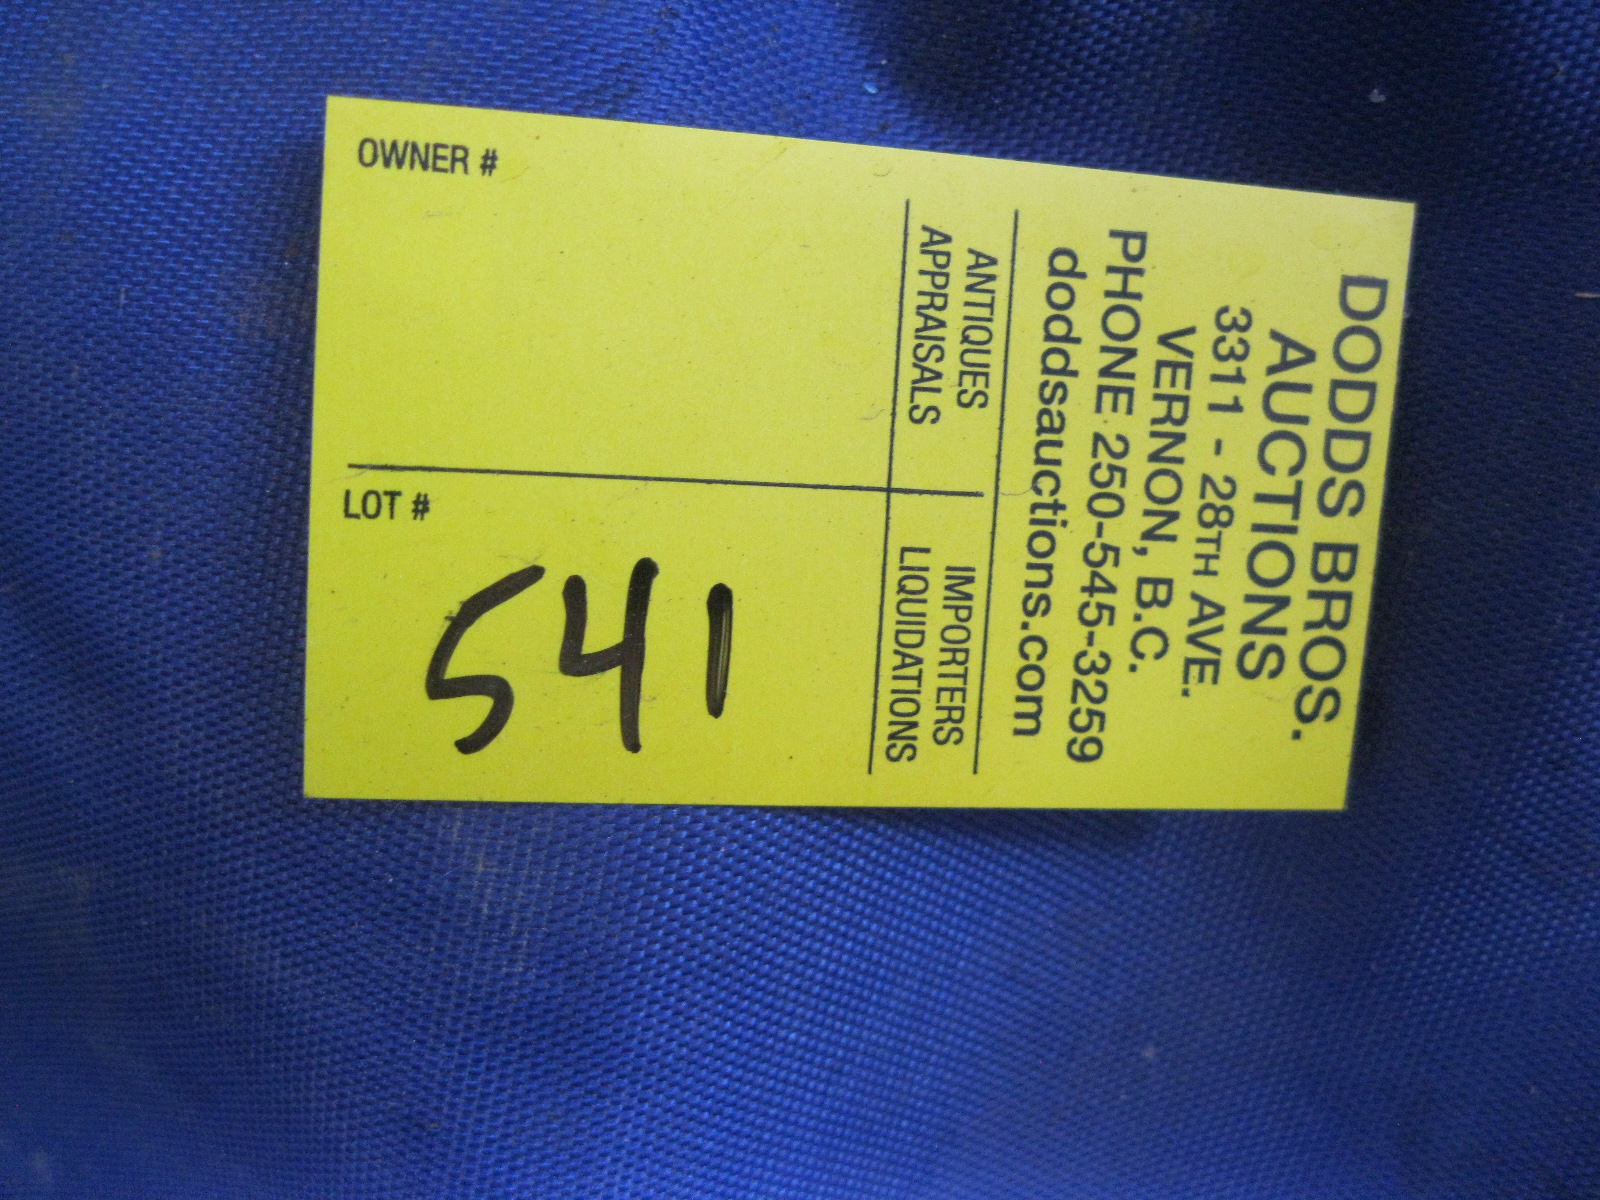 DODDS BROS.
AUCTIONS
3311 - 28TH AVE.
VERNON, B.C.
PHONE 250-545-3259
doddsauctions.com
ANTIQUES
APPRAISALS
IMPORTERS
LIQUIDATIONS
OWNER #
LOT #
541